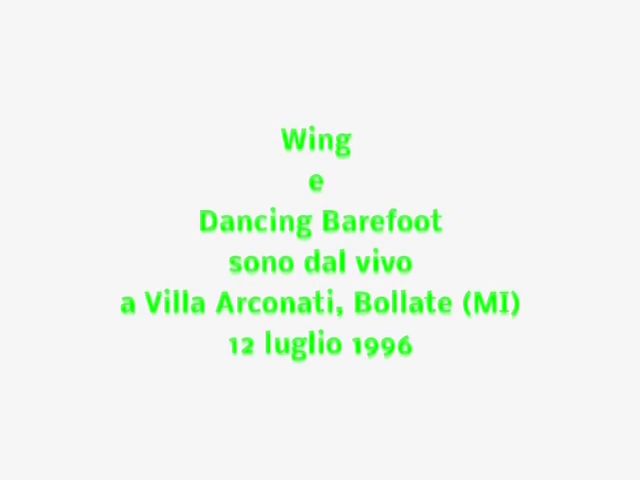 Wing
e
Dancing Barefoot
sono dal vivo
a Villa Arconati, Bollate (MI)
12 luglio 1996